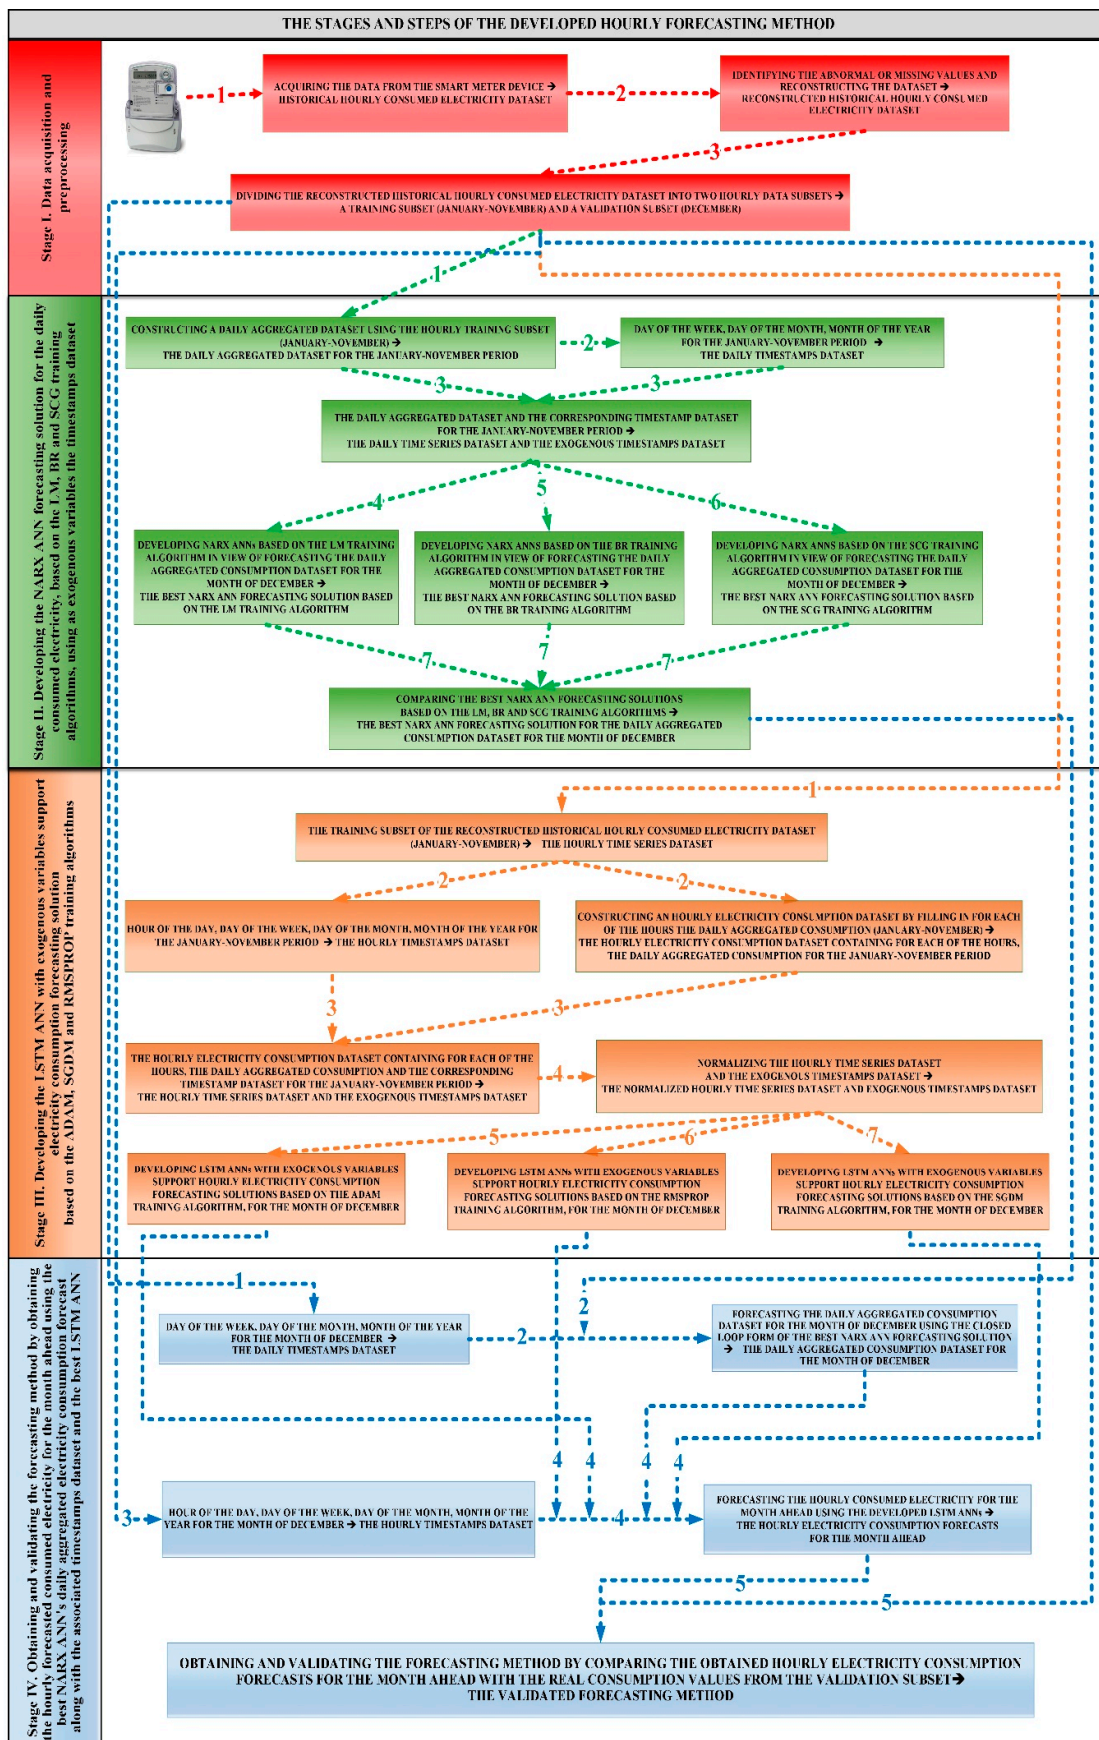 THE STAGES AND STEPS OF THE DEVELOPED HOURLY FORECASTING METHOD
Stage I. Data acquisition and
preprocessing
1
ACQUIRING THE DATA FROM THE SMART METER DEVICE →
HISTORICAL HOURLY CONSUMED ELECTRICITY DATASET
2
IDENTIFYING THE ABNORMAL OR MISSING VALUES AND
RECONSTRUCTING THE DATASET →
RECONSTRUCTED HISTORICAL HOURLY CONSUMED
ELECTRICITY DATASET
3
DIVIDING THE RECONSTRUCTED HISTORICAL HOURLY CONSUMED ELECTRICITY DATASET INTO TWO HOURLY DATA SUBSETS →
A TRAINING SUBSET (JANUARY-NOVEMBER) AND A VALIDATION SUBSET (DECEMBER)
1
Stage II. Developing the NARX ANN forecasting solution for the daily
consumed electricity, based on the LM, BR and SCG training
algorithms, using as exogenous variables the timestamps dataset
CONSTRUCTING A DAILY AGGREGATED DATASET USING THE HOURLY TRAINING SUBSET
(JANUARY-NOVEMBER) →
THE DAILY AGGREGATED DATASET FOR THE JANUARY-NOVEMBER PERIOD
2
DAY OF THE WEEK, DAY OF THE MONTH, MONTH OF THE YEAR
FOR THE JANUARY-NOVEMBER PERIOD →
THE DAILY TIMESTAMPS DATASET
3
3
THE DAILY AGGREGATED DATASET AND THE CORRESPONDING TIMESTAMP DATASET
FOR THE JANUARY-NOVEMBER PERIOD →
THE DAILY TIME SERIES DATASET AND THE EXOGENOUS TIMESTAMPS DATASET
4
5
6
DEVELOPING NARX ANNs BASED ON THE LM TRAINING
ALGORITHM IN VIEW OF FORECASTING THE DAILY
AGGREGATED CONSUMPTION DATASET FOR THE
MONTH OF DECEMBER →
THE BEST NARX ANN FORECASTING SOLUTION BASED
ON THE LM TRAINING ALGORITHM
DEVELOPING NARX ANNS BASED ON THE BR TRAINING
ALGORITHM IN VIEW OF FORECASTING THE DAILY
AGGREGATED CONSUMPTION DATASET FOR THE
MONTH OF DECEMBER →
THE BEST NARX ANN FORECASTING SOLUTION BASED
ON THE BR TRAINING ALGORITHM
DEVELOPING NARX ANNS BASED ON THE SCG TRAINING
ALGORITHM IN VIEW OF FORECASTING THE DAILY
AGGREGATED CONSUMPTION DATASET FOR THE
MONTH OF DECEMBER →
THE BEST NARX ANN FORECASTING SOLUTION BASED
ON THE SCG TRAINING ALGORITHM
7
7
7
COMPARING THE BEST NARX ANN FORECASTING SOLUTIONS
BASED ON THE LM, BR AND SCG TRAINING ALGORITHMS →
THE BEST NARX ANN FORECASTING SOLUTION FOR THE DAILY AGGREGATED
CONSUMPTION DATASET FOR THE MONTH OF DECEMBER
Stage III. Developing the LSTM ANN with exogenous variables support
electricity consumption forecasting solution
based on the ADAM, SGDM and RMSPROP training algorithms
1
THE TRAINING SUBSET OF THE RECONSTRUCTED HISTORICAL HOURLY CONSUMED ELECTRICITY DATASET
(JANUARY-NOVEMBER) → THE HOURLY TIME SERIES DATASET
2
2
HOUR OF THE DAY, DAY OF THE WEEK, DAY OF THE MONTH, MONTH OF THE YEAR FOR
THE JANUARY-NOVEMBER PERIOD → THE HOURLY TIMESTAMPS DATASET
CONSTRUCTING AN HOURLY ELECTRICITY CONSUMPTION DATASET BY FILLING IN FOR EACH
OF THE HOURS THE DAILY AGGREGATED CONSUMPTION (JANUARY-NOVEMBER) →
THE HOURLY ELECTRICITY CONSUMPTION DATASET CONTAINING FOR EACH OF THE HOURS,
THE DAILY AGGREGATED CONSUMPTION FOR THE JANUARY-NOVEMBER PERIOD
3
3
THE HOURLY ELECTRICITY CONSUMPTION DATASET CONTAINING FOR EACH OF THE
HOURS, THE DAILY AGGREGATED CONSUMPTION AND THE CORRESPONDING
TIMESTAMP DATASET FOR THE JANUARY-NOVEMBER PERIOD →
THE HOURLY TIME SERIES DATASET AND THE EXOGENOUS TIMESTAMPS DATASET
4
NORMALIZING THE HOURLY TIME SERIES DATASET
AND THE EXOGENOUS TIMESTAMPS DATASET →
THE NORMALIZED HOURLY TIME SERIES DATASET AND EXOGENOUS TIMESTAMPS DATASET
5
6
7
DEVELOPING LSTM ANNs WITH EXOGENOUS VARIABLES
SUPPORT HOURLY ELECTRICITY CONSUMPTION
FORECASTING SOLUTIONS BASED ON THE ADAM
TRAINING ALGORITHM, FOR THE MONTH OF DECEMBER
DEVELOPING LSTM ANNs WITH EXOGENOUS VARIABLES
SUPPORT HOURLY ELECTRICITY CONSUMPTION
FORECASTING SOLUTIONS BASED ON THE RMSPROP
TRAINING ALGORITHM, FOR THE MONTH OF DECEMBER
DEVELOPING LSTM ANNs WITH EXOGENOUS VARIABLES
SUPPORT HOURLY ELECTRICITY CONSUMPTION
FORECASTING SOLUTIONS BASED ON THE SGDM
TRAINING ALGORITHM, FOR THE MONTH OF DECEMBER
Stage IV. Obtaining and validating the forecasting method by obtaining
the hourly forecasted consumed electricity for the month ahead using the
best NARX ANN's daily aggregated electricity consumption forecast
along with the associated timestamps dataset and the best LSTM ANN
1
DAY OF THE WEEK, DAY OF THE MONTH, MONTH OF THE YEAR
FOR THE MONTH OF DECEMBER →
THE DAILY TIMESTAMPS DATASET
2
2
FORECASTING THE DAILY AGGREGATED CONSUMPTION
DATASET FOR THE MONTH OF DECEMBER USING THE CLOSED
LOOP FORM OF THE BEST NARX ANN FORECASTING SOLUTION
→ THE DAILY AGGREGATED CONSUMPTION DATASET FOR
THE MONTH OF DECEMBER
3
HOUR OF THE DAY, DAY OF THE WEEK, DAY OF THE MONTH, MONTH OF THE
YEAR FOR THE MONTH OF DECEMBER → THE HOURLY TIMESTAMPS DATASET
4
4
4
4
4
FORECASTING THE HOURLY CONSUMED ELECTRICITY FOR THE
MONTH AHEAD USING THE DEVELOPED LSTM ANNs →
THE HOURLY ELECTRICITY CONSUMPTION FORECASTS
FOR THE MONTH AHEAD
5
5
OBTAINING AND VALIDATING THE FORECASTING METHOD BY COMPARING THE OBTAINED HOURLY ELECTRICITY CONSUMPTION
FORECASTS FOR THE MONTH AHEAD WITH THE REAL CONSUMPTION VALUES FROM THE VALIDATION SUBSET→
THE VALIDATED FORECASTING METHOD